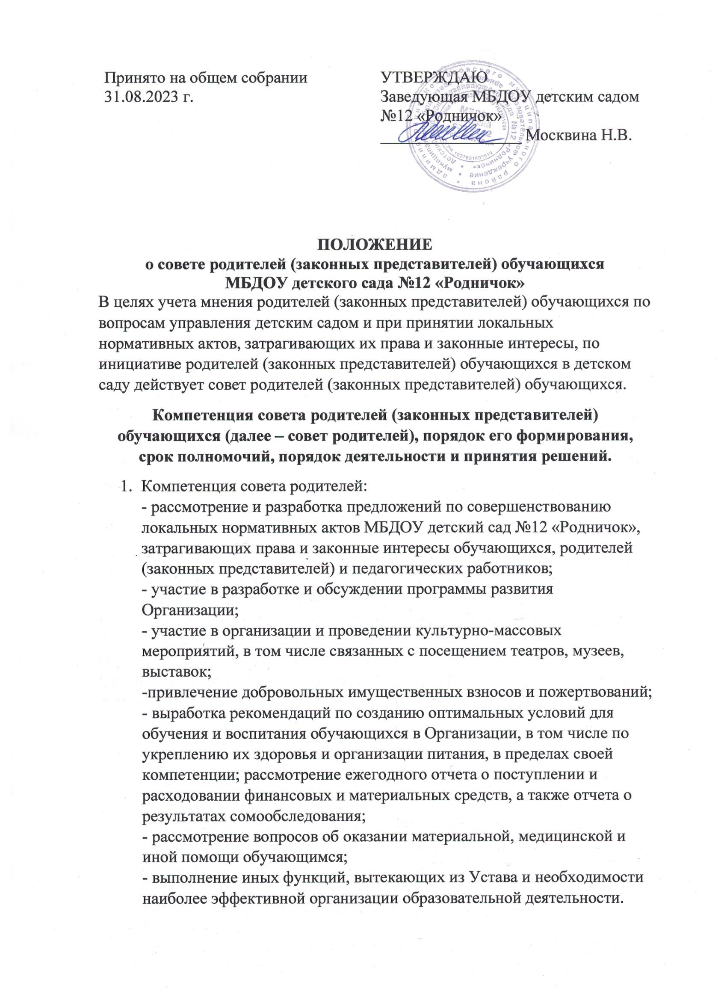 Принято на общем собрании
31.08.2023 г.
УТВЕРЖДАЮ
Заведующая МБДОУ детским садом
№12 «Родничок»
Москвина Н.В.
ПОЛОЖЕНИЕ
о совете родителей (законных представителей) обучающихся
МБДОУ детского сада №12 «Родничок»
В целях учета мнения родителей (законных представителей) обучающихся по
вопросам управления детским садом и при принятии локальных
нормативных актов, затрагивающих их права и законные интересы, по
инициативе родителей (законных представителей) обучающихся в детском
саду действует совет родителей (законных представителей) обучающихся.
Компетенция совета родителей (законных представителей)
обучающихся (далее – совет родителей), порядок его формирования,
срок полномочий, порядок деятельности и принятия решений.
1. Компетенция совета родителей:
- рассмотрение и разработка предложений по совершенствованию
локальных нормативных актов МБДОУ детский сад №12 «Родничок»,
затрагивающих права и законные интересы обучающихся, родителей
(законных представителей) и педагогических работников;
- участие в разработке и обсуждении программы развития
Организации;
- участие в организации и проведении культурно-массовых
мероприятий, в том числе связанных с посещением театров, музеев,
выставок;
-привлечение добровольных имущественных взносов и пожертвований;
- выработка рекомендаций по созданию оптимальных условий для
обучения и воспитания обучающихся в Организации, в том числе по
укреплению их здоровья и организации питания, в пределах своей
компетенции; рассмотрение ежегодного отчета о поступлении и
расходовании финансовых и материальных средств, а также отчета о
результатах сомообследования;
- рассмотрение вопросов об оказании материальной, медицинской и
иной помощи обучающимся;
- выполнение иных функций, вытекающих из Устава и необходимости
наиболее эффективной организации образовательной деятельности.